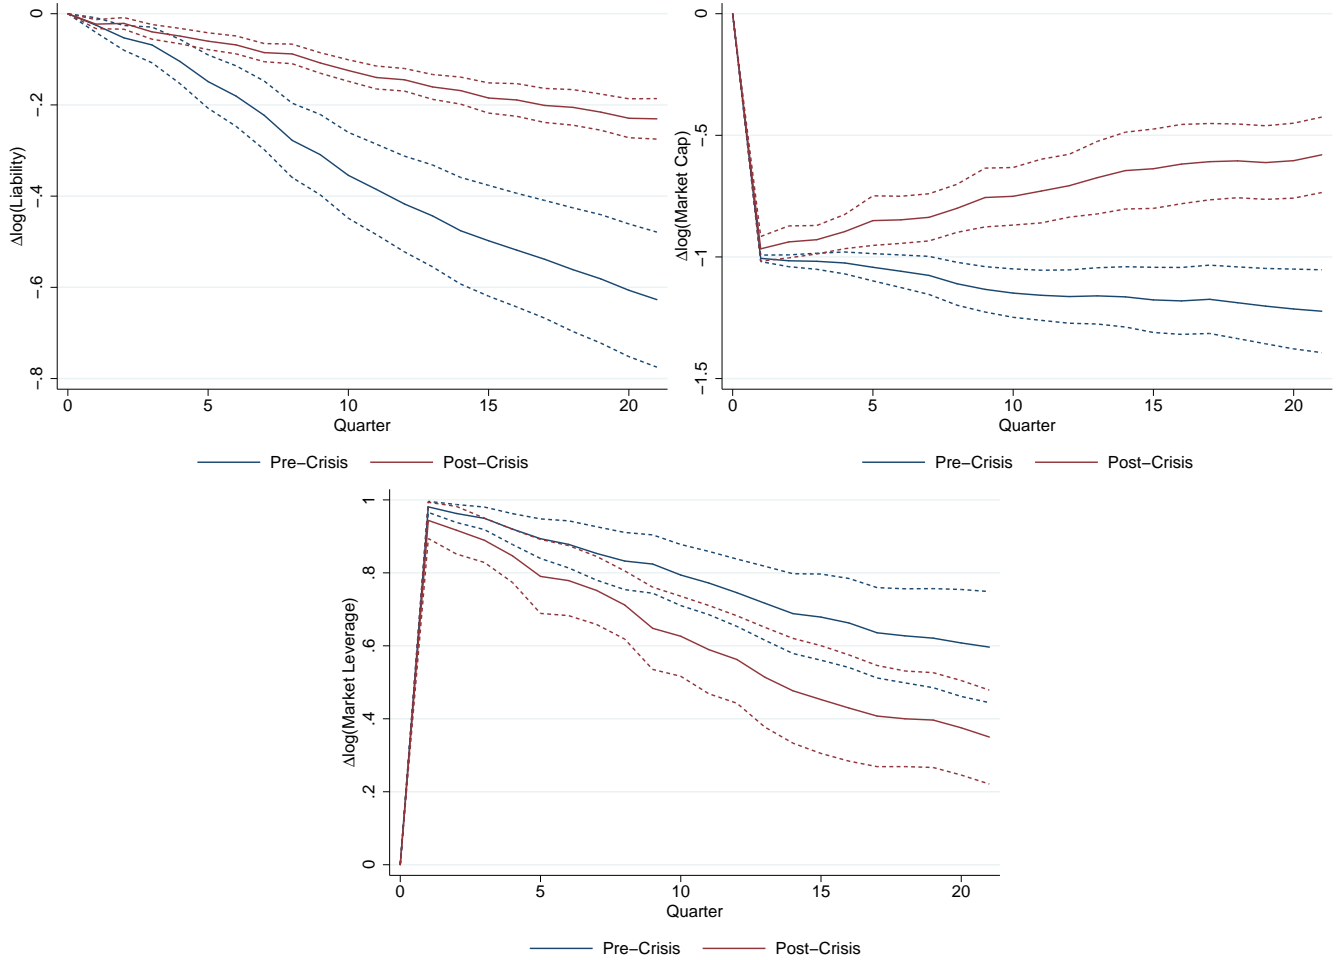 Δlog(Liability)
0
−.2
−.4
−.6
−.8
0 5 10 15 20
Quarter
Pre−Crisis Post−Crisis
Δlog(Market Cap)
0
−.5
−1
−1.5
0 5 10 15 20
Quarter
Pre−Crisis Post−Crisis
Δlog(Market Leverage)
1
.8
.6
.4
.2
0
0 5 10 15 20
Quarter
Pre−Crisis Post−Crisis